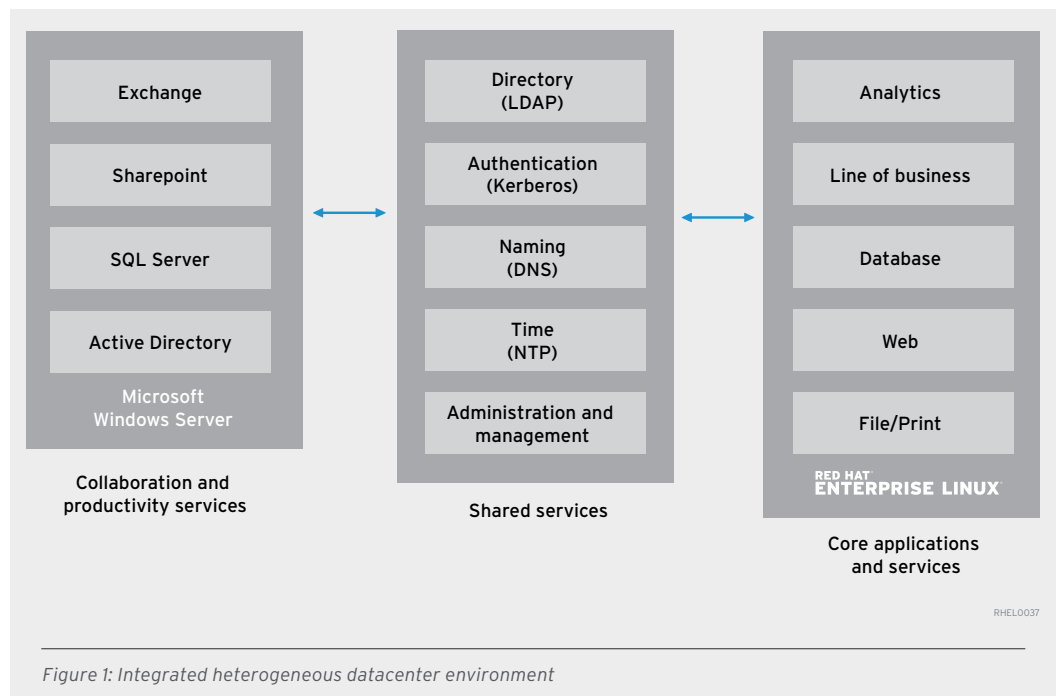 Exchange
Sharepoint
SQL Server
Active Directory
Microsoft
Windows Server
Collaboration and
productivity services
Directory
(LDAP)
Authentication
(Kerberos)
Naming
(DNS)
Time
(NTP)
Administration and
management
Shared services
Analytics
Line of business
Database
Web
File/Print
RED HAT
ENTERPRISE LINUX
Core applications
and services
RHEL0037
Figure 1: Integrated heterogeneous datacenter environment